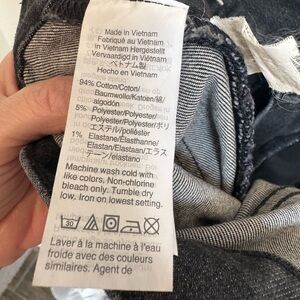 Made in Vietnam
Fabriqué au Vietnam
in Vietnam Hergestellt
Vervaardigd in Viëtnam
ベトナム製
Hecho en Vietnam
94% Cotton/Coton/
Baumwolle/Katoen/綿/
algodón
5% Polyester/Polyester/
Polyester/Polyester/ポリ
エステル/poliéster
1% Elastane/Élasthanne/
Elastan/Elastaan/エラス
テーン/elastano
Machine wash cold with
like colors. Non-chlorine
bleach only. Tumble dry
low. Iron on lowest setting.
30
Laver à la machine à l'eau
froide avec des couleurs
similaires. Agent de